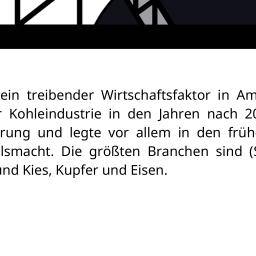 ein treibender Wirtschaftsfaktor in Am
Kohleindustrie in den Jahren nach 20
rung und legte vor allem in den früh
lsmacht. Die größten Branchen sind (S
und Kies, Kupfer und Eisen.